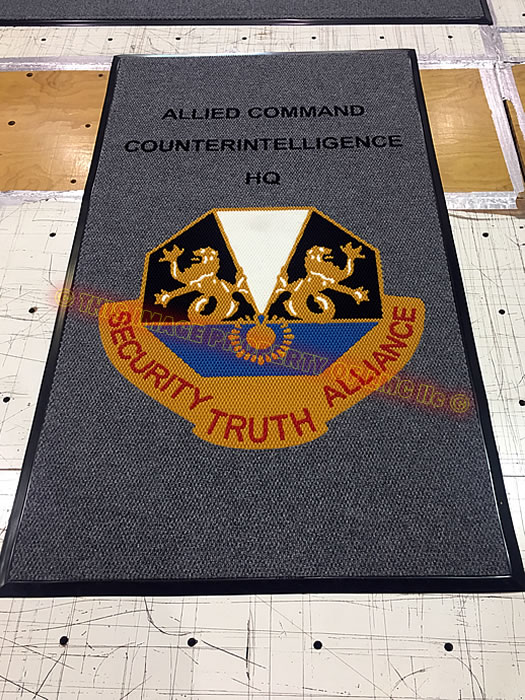 ALLIED COMMAND
COUNTERINTELLIGENCE
HQ
SECURITY TRUTH ALLIANCE